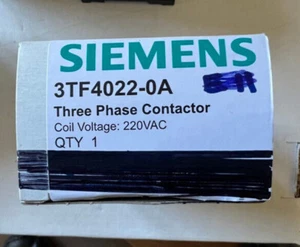 SIEMENS
3TF4022-0A
Three Phase Contactor
Coil Voltage: 220VAC
QTY 1